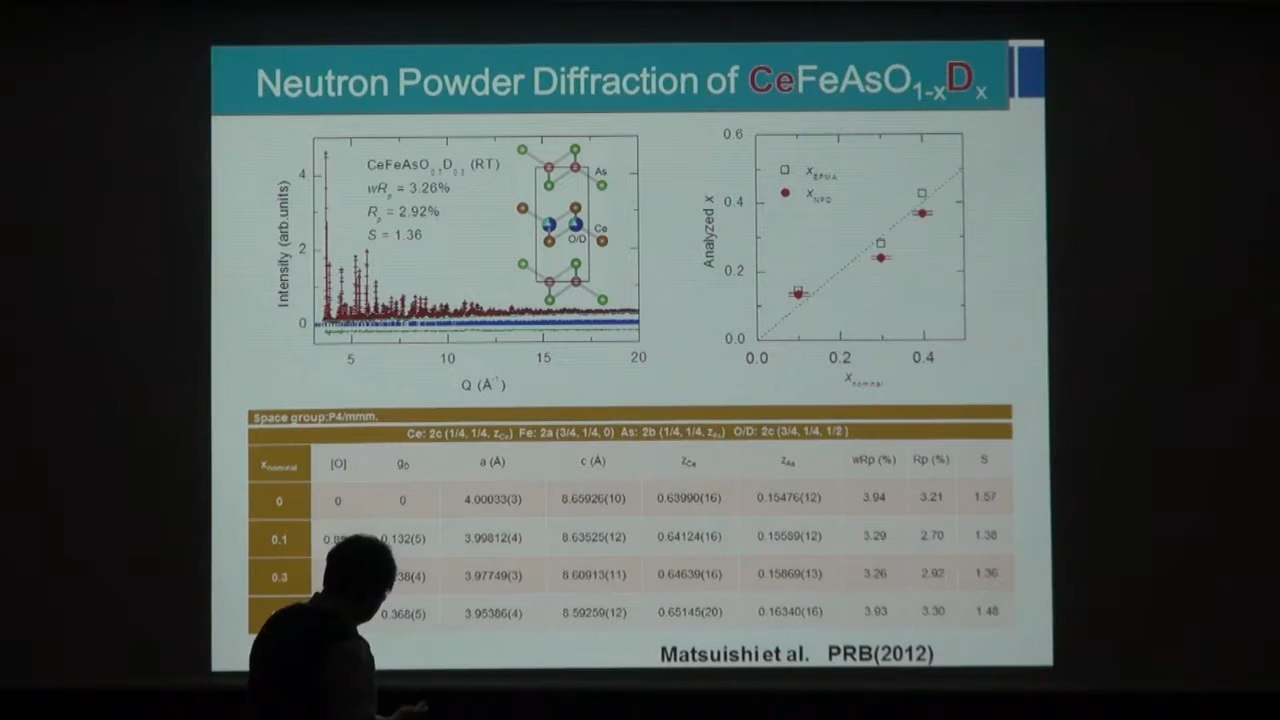 Neutron Powder Diffraction of CeFeAsO1-xDx
CeFeAsO0.7D0.3 (RT)
wRp = 3.26%
Rp = 2.92%
S = 1.36
As
Ce
O/D
Intensity (arb.units)
4
2
0
5 10 15 20
Q (Å-1)
0.6
0.4
0.2
0.0
XEPMA
XNPD
Analyzed x
0.0 0.2 0.4
Xnominal
Space group:P4/mmm.
Ce: 2c (1/4, 1/4, zCe) Fe: 2a (3/4, 1/4, 0) As: 2b (1/4, 1/4, zAs) O/D: 2c (3/4, 1/4, 1/2 )
Xnominal [O] gD a (Å) c (Å) zCe zAs wRp (%) Rp (%) S
0 0 0 4.00033(3) 8.65926(10) 0.63990(16) 0.15476(12) 3.94 3.21 1.57
0.1 0.132(5) 3.99812(4) 8.63525(12) 0.64124(16) 0.15589(12) 3.29 2.70 1.38
0.3 38(4) 3.97749(3) 8.60913(11) 0.64639(16) 0.15869(13) 3.26 2.92 1.36
0.368(5) 3.95386(4) 8.59259(12) 0.65145(20) 0.16340(16) 3.93 3.30 1.48
Matsuishi et al. PRB(2012)